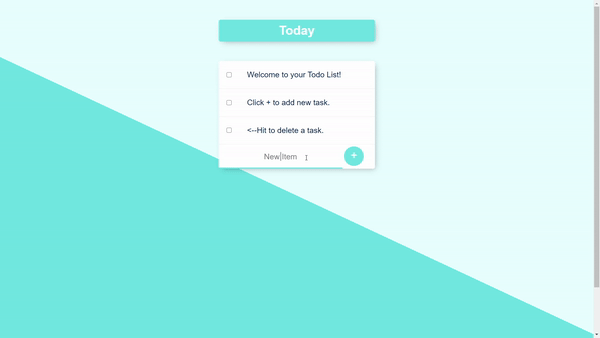 Today
Welcome to your Todo List!
Click + to add new task.
<--Hit to delete a task.
New Item
+